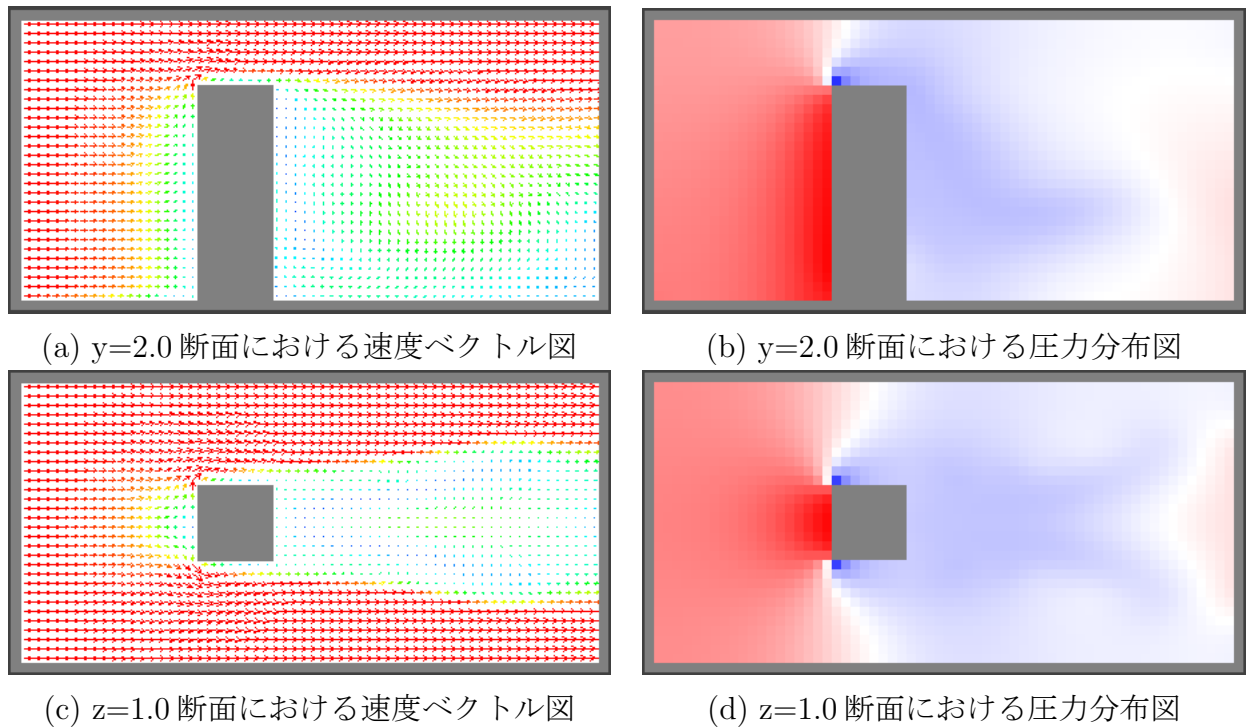 (a) y=2.0 断面における速度ベクトル図
(b) y=2.0 断面における圧力分布図
(c) z=1.0 断面における速度ベクトル図
(d) z=1.0 断面における圧力分布図